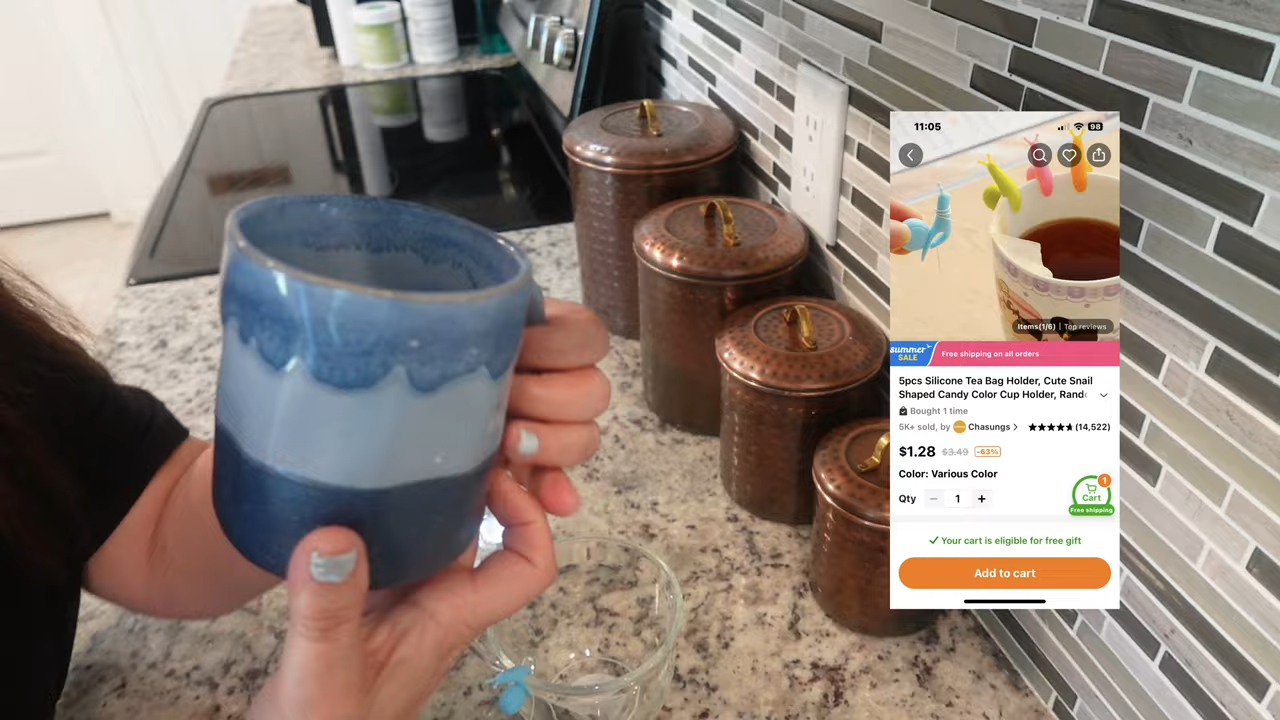 11:05
98
Items(1/6) | Top reviews
summer
SALE
Free shipping on all orders
5pcs Silicone Tea Bag Holder, Cute Snail
Shaped Candy Color Cup Holder, Rand
Bought 1 time
5K+ sold, by Chasungs (14,522)
$1.28 $3.49 -63%
Color: Various Color
Qty 1
1
Cart
Free shipping
Your cart is eligible for free gift
Add to cart